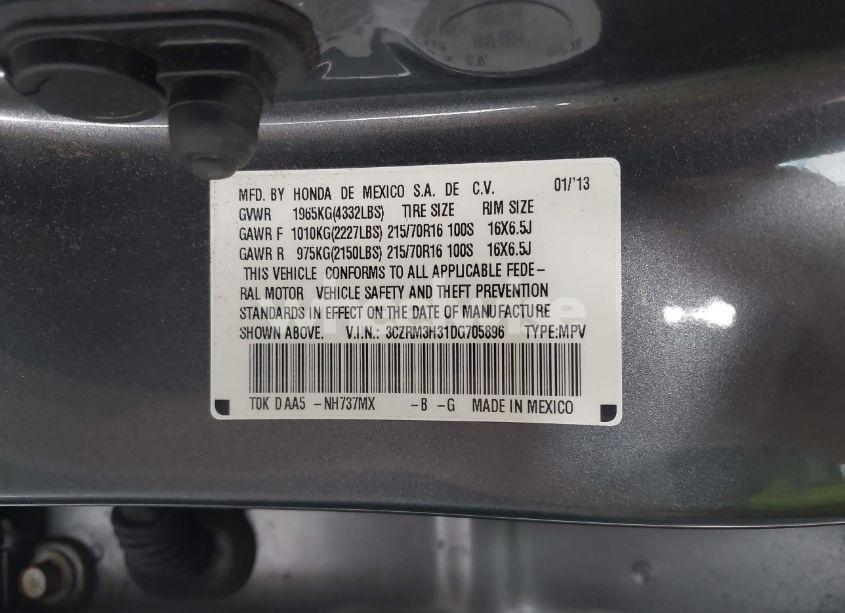 MFD. BY HONDA DE MEXICO S.A. DE C.V. 01/'13
GVWR 1965KG(4332LBS) TIRE SIZE RIM SIZE
GAWR F 1010KG(2227LBS) 215/70R16 100S 16X6.5J
GAWR R 975KG(2150LBS) 215/70R16 100S 16X6.5J
THIS VEHICLE CONFORMS TO ALL APPLICABLE FEDE-
RAL MOTOR VEHICLE SAFETY AND THEFT PREVENTION
STANDARDS IN EFFECT ON THE DATE OF MANUFACTURE
SHOWN ABOVE. V.I.N.: 3CZRM3H31DG705896 TYPE:MPV
T0K D AA5 -NH737MX -B -G MADE IN MEXICO